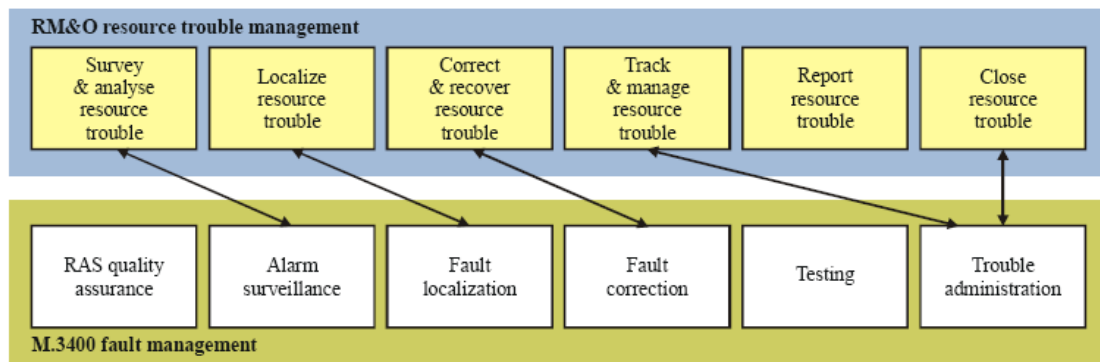 RM&O resource trouble management
Survey
& analyse
resource
trouble
Localize
resource
trouble
Correct
& recover
resource
trouble
Track
& manage
resource
trouble
Report
resource
trouble
Close
resource
trouble
RAS quality
assurance
Alarm
surveillance
Fault
localization
Fault
correction
Testing
Trouble
administration
M.3400 fault management